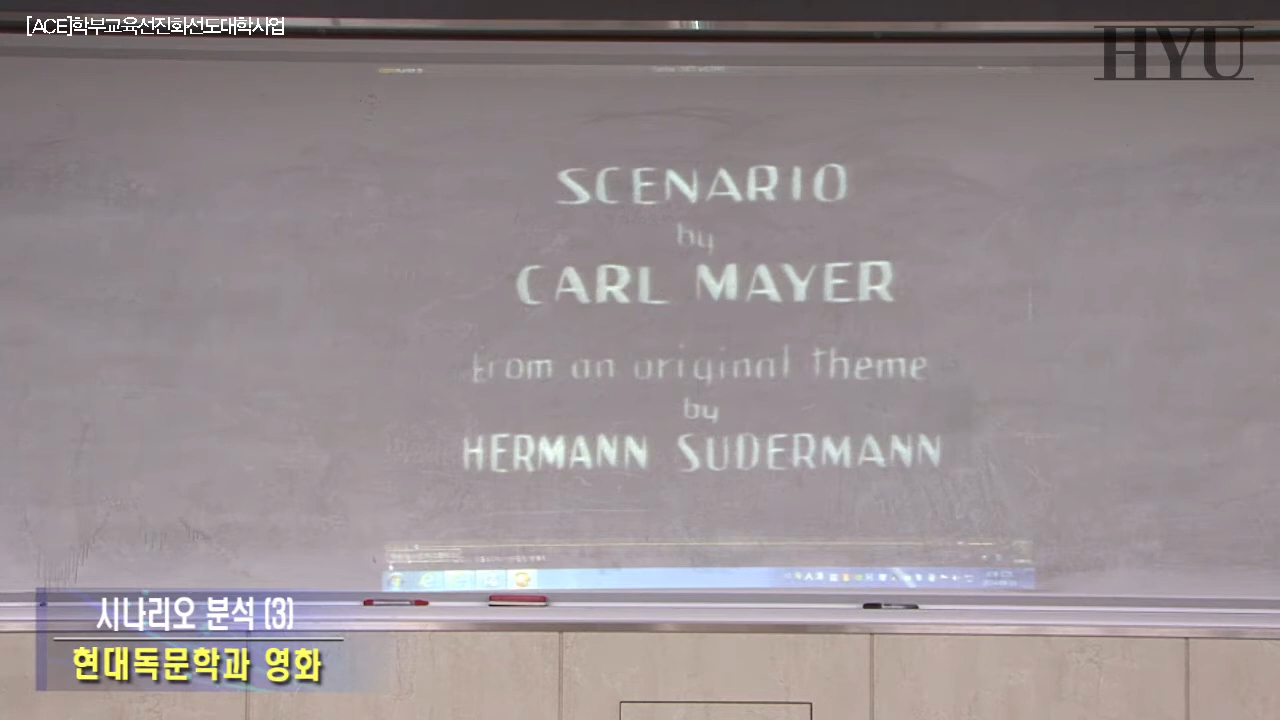 [ACE]학부교육선진화선도대학사업
HYU
SCENARIO
by
CARL MAYER
from an original theme
by
HERMANN SUDERMANN
시나리오 분석 (3)
현대독문학과 영화